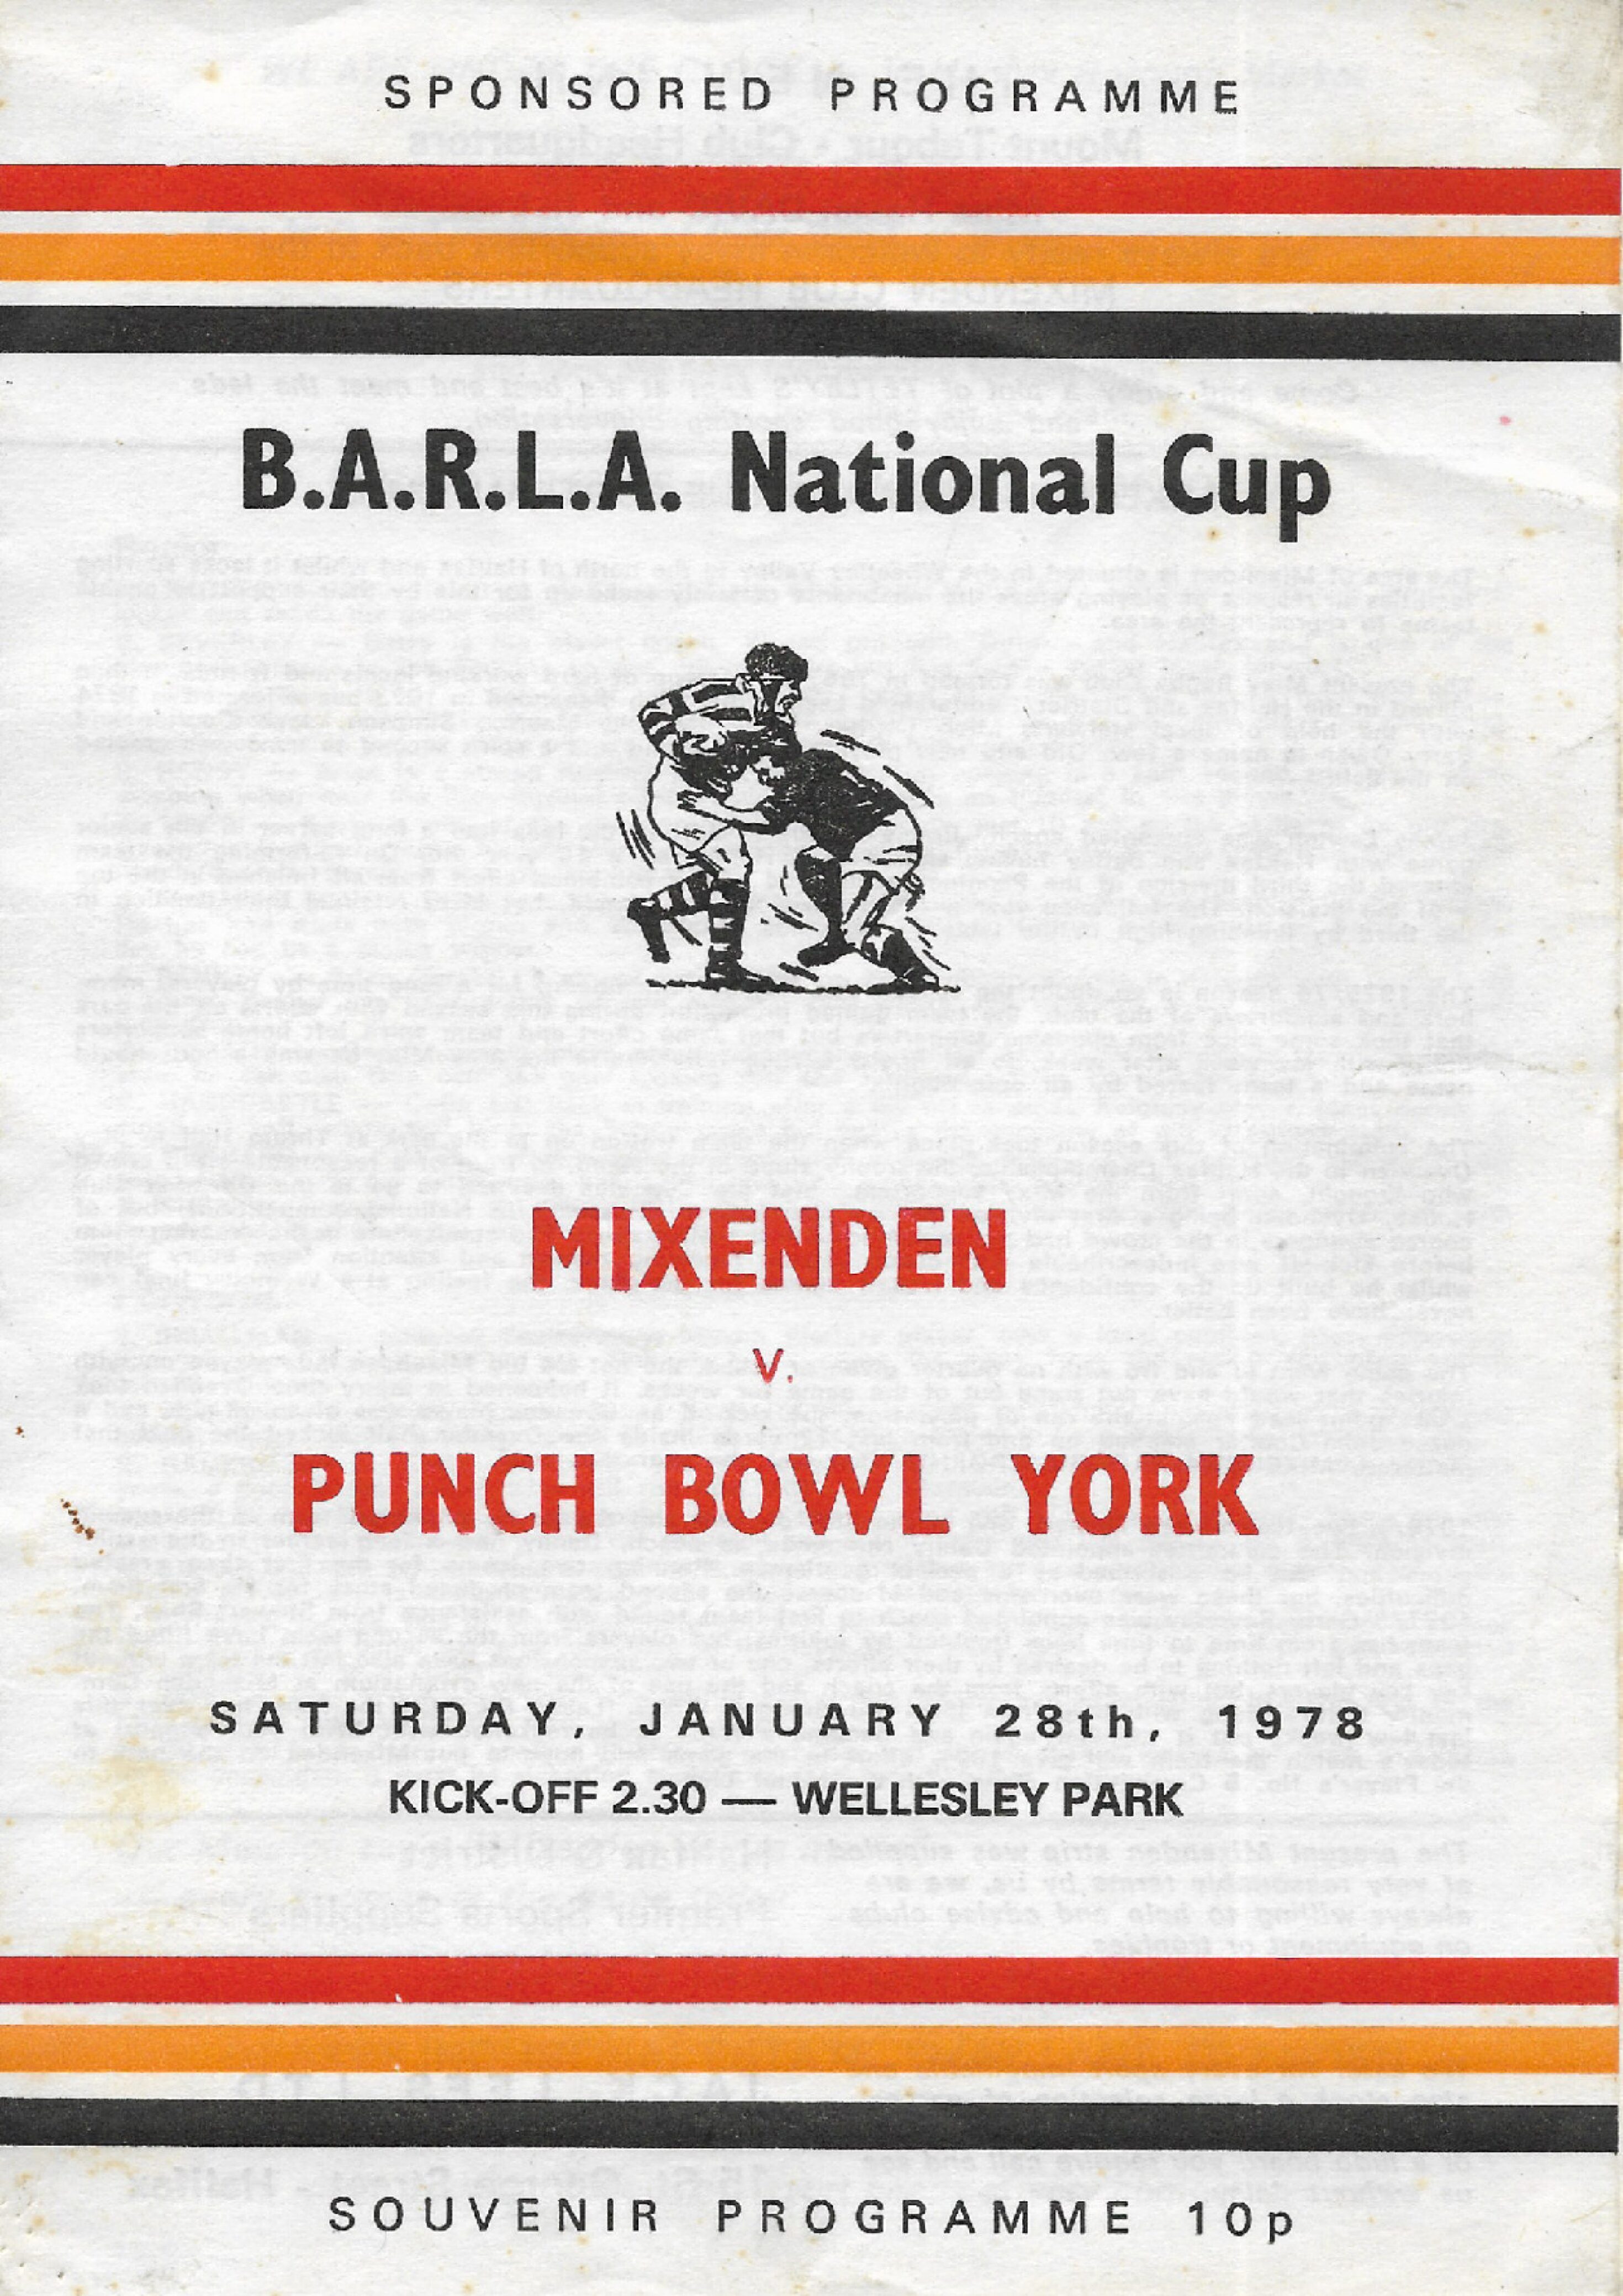 SPONSORED PROGRAMME
B.A.R.L.A. National Cup
MIXENDEN
v.
PUNCH BOWL YORK
SATURDAY, JANUARY 28th, 1978
KICK-OFF 2.30 — WELLESLEY PARK
SOUVENIR PROGRAMME 10p